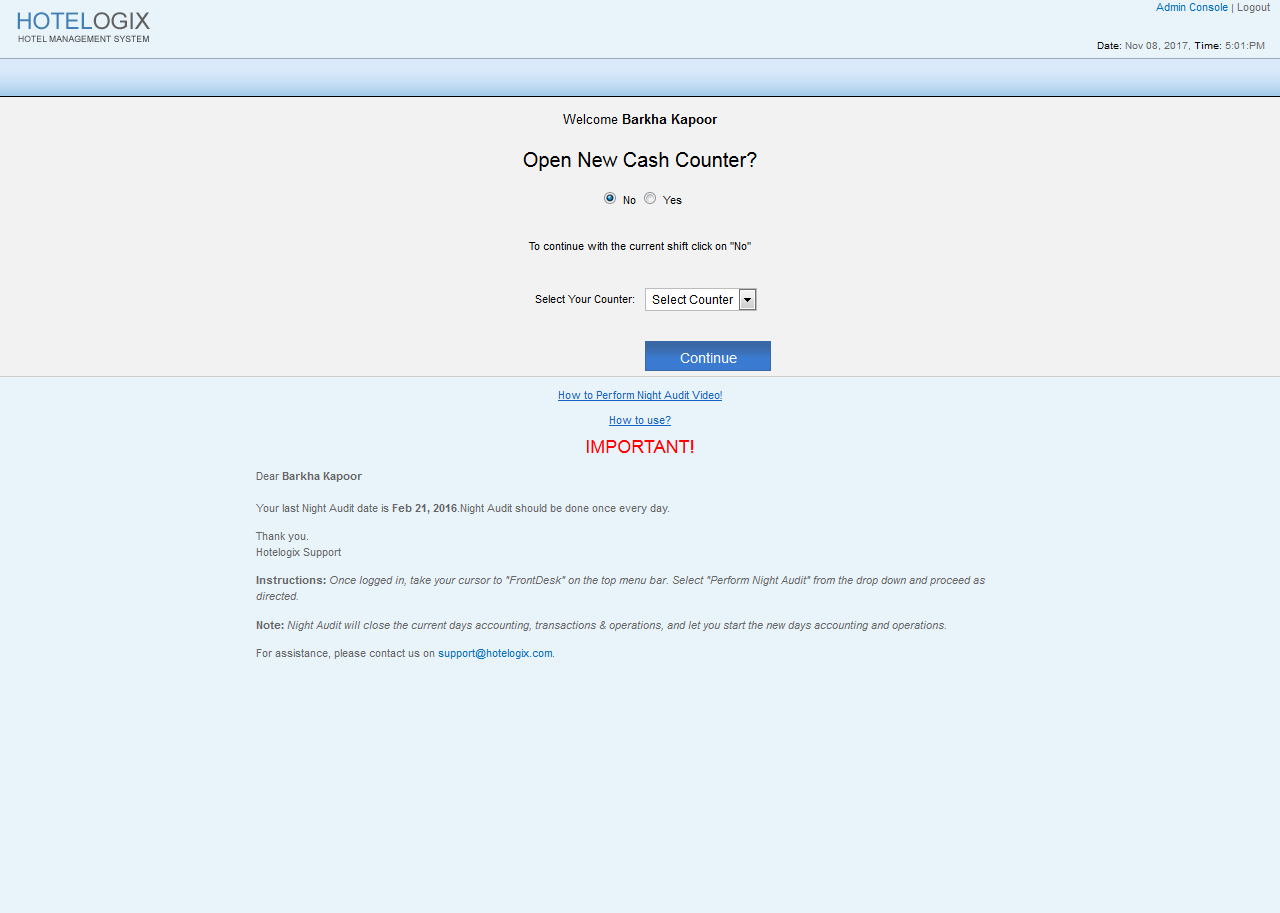 HOTELOGIX
HOTEL MANAGEMENT SYSTEM
Admin Console | Logout
Date: Nov 08, 2017, Time: 5:01:PM
Welcome Barkha Kapoor
Open New Cash Counter?
No Yes
To continue with the current shift click on "No"
Select Your Counter: Select Counter
Continue
How to Perform Night Audit Video!
How to use?
IMPORTANT!
Dear Barkha Kapoor
Your last Night Audit date is Feb 21, 2016.Night Audit should be done once every day.
Thank you.
Hotelogix Support
Instructions: Once logged in, take your cursor to "FrontDesk" on the top menu bar. Select "Perform Night Audit" from the drop down and proceed as
directed.
Note: Night Audit will close the current days accounting, transactions & operations, and let you start the new days accounting and operations.
For assistance, please contact us on support@hotelogix.com.